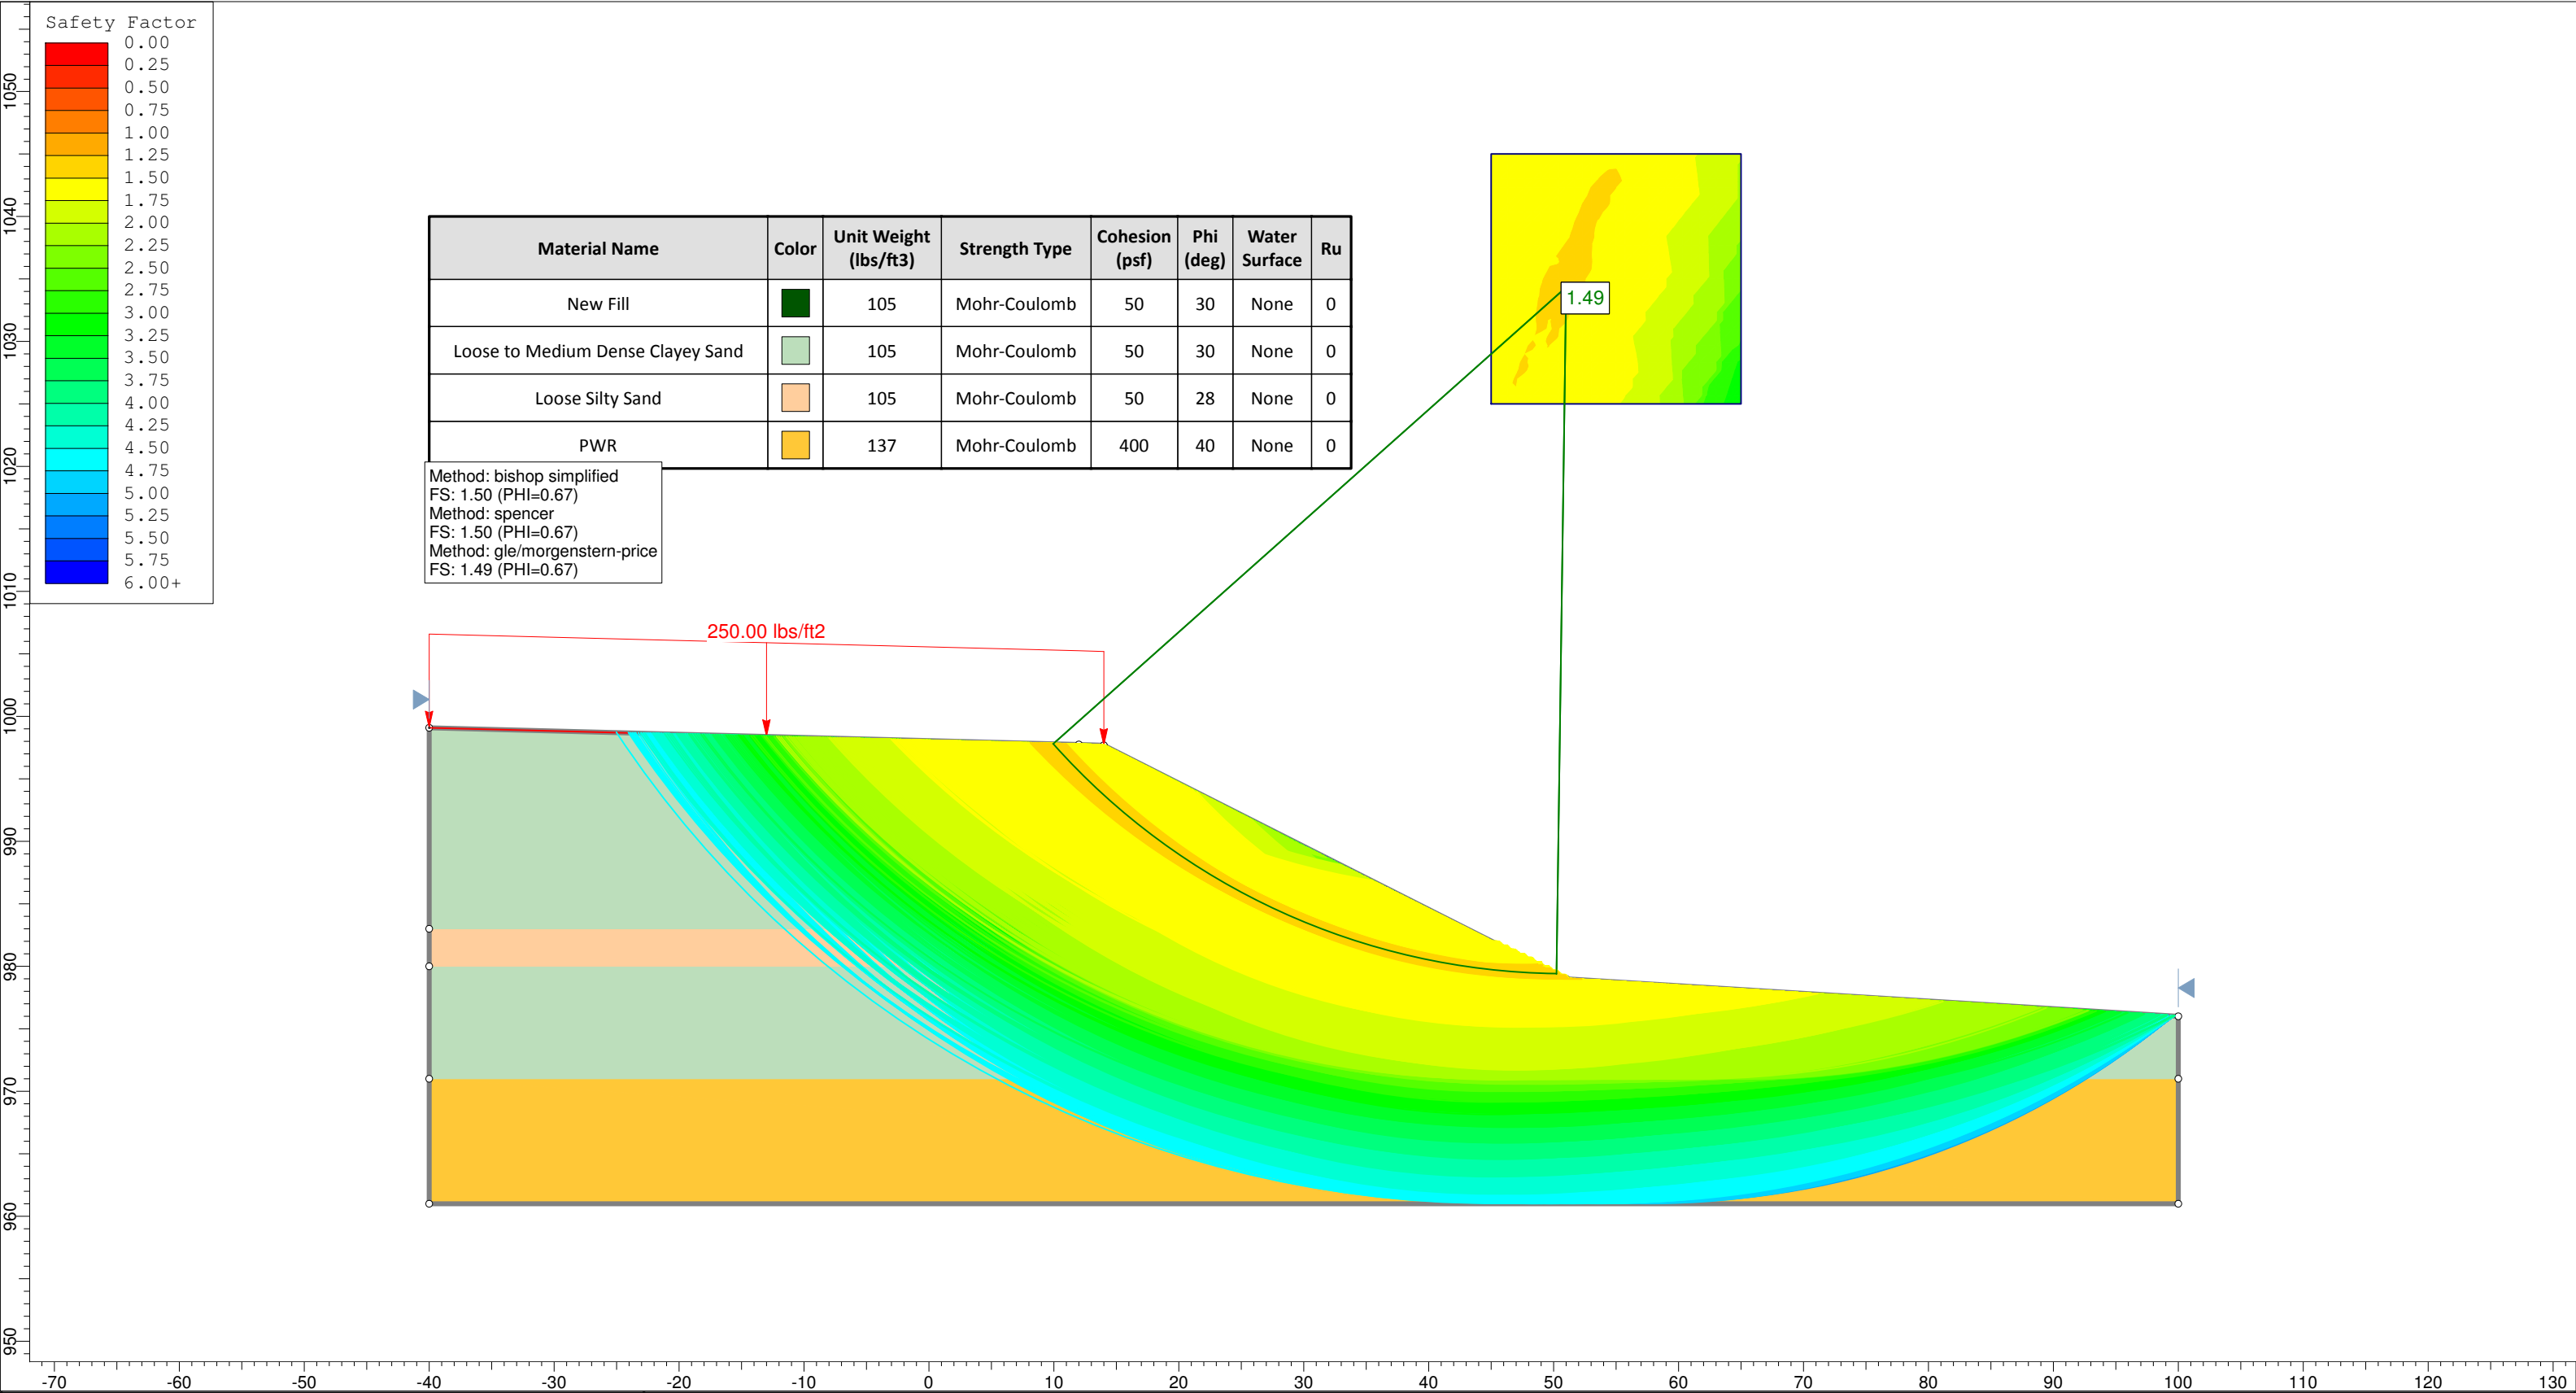 Safety Factor
0.00
0.25
0.50
0.75
1.00
1.25
1.50
1.75
2.00
2.25
2.50
2.75
3.00
3.25
3.50
3.75
4.00
4.25
4.50
4.75
5.00
5.25
5.50
5.75
6.00+
Material Name Color Unit Weight (lbs/ft3) Strength Type Cohesion (psf) Phi (deg) Water Surface Ru
New Fill 105 Mohr-Coulomb 50 30 None 0
Loose to Medium Dense Clayey Sand 105 Mohr-Coulomb 50 30 None 0
Loose Silty Sand 105 Mohr-Coulomb 50 28 None 0
PWR 137 Mohr-Coulomb 400 40 None 0
Method: bishop simplified
FS: 1.50 (PHI=0.67)
Method: spencer
FS: 1.50 (PHI=0.67)
Method: gle/morgenstern-price
FS: 1.49 (PHI=0.67)
1.49
250.00 lbs/ft2
1050
1040
1030
1020
1010
1000
990
980
970
960
950
-70 -60 -50 -40 -30 -20 -10 0 10 20 30 40 50 60 70 80 90 100 110 120 130